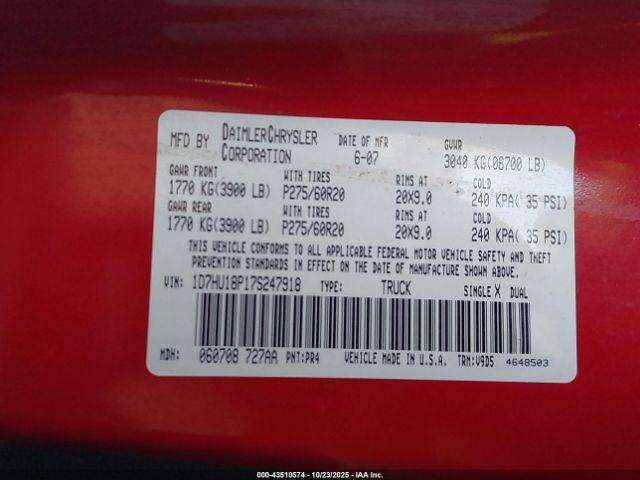 MFD BY DAIMLERCHRYSLER CORPORATION DATE OF MFR 6-07 GVWR 3040 KG(06700 LB)
GAWR FRONT WITH TIRES RIMS AT COLD
1770 KG(3900 LB) P275/60R20 20X9.0 240 KPA( 35 PSI)
GAWR REAR WITH TIRES RIMS AT COLD
1770 KG(3900 LB) P275/60R20 20X9.0 240 KPA( 35 PSI)
THIS VEHICLE CONFORMS TO ALL APPLICABLE FEDERAL MOTOR VEHICLE SAFETY AND THEFT
PREVENTION STANDARDS IN EFFECT ON THE DATE OF MANUFACTURE SHOWN ABOVE.
VIN: 1D7HU18P17S247918 TYPE: TRUCK SINGLE X DUAL
MDH: 060708 727AA PNT:PR4 VEHICLE MADE IN U.S.A. TRM:V9D5 4648503
000-43510574 - 10/23/2025 - IAA Inc.